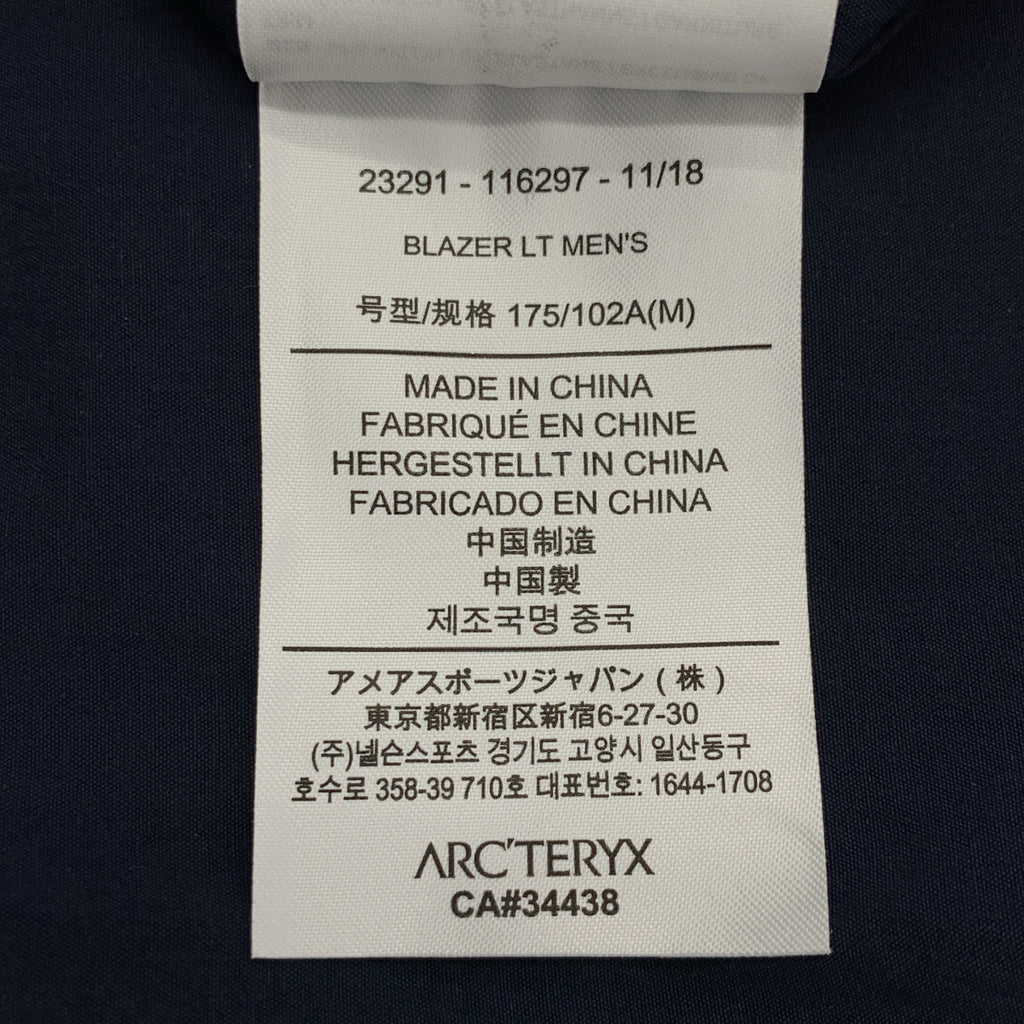 23291 - 116297 - 11/18
BLAZER LT MEN'S
号型/规格 175/102A(M)
MADE IN CHINA
FABRIQUÉ EN CHINE
HERGESTELLT IN CHINA
FABRICADO EN CHINA
中国制造
中国製
제조국명 중국
アメアスポーツジャパン ( 株 )
東京都新宿区新宿6-27-30
(주)넬슨스포츠 경기도 고양시 일산동구
호수로 358-39 710호 대표번호: 1644-1708
ARC'TERYX
CA#34438